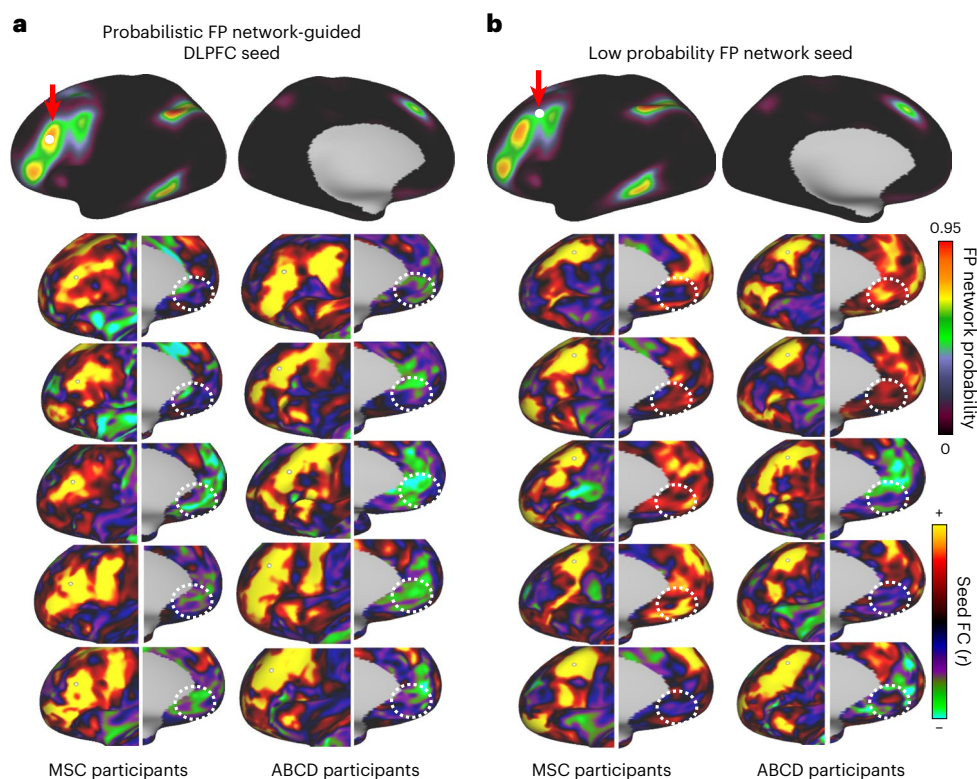 a
Probabilistic FP network-guided
DLPFC seed
b
Low probability FP network seed
0.95
FP network probability
0
+
Seed FC (r)
–
MSC participants
ABCD participants
MSC participants
ABCD participants